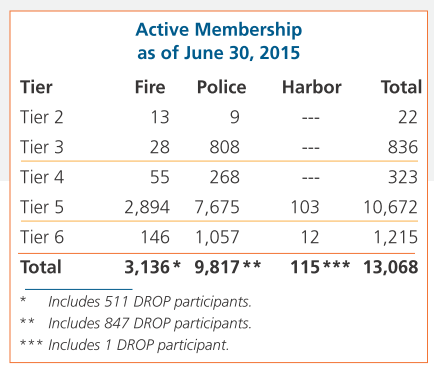 Active Membership
as of June 30, 2015
Tier Fire Police Harbor Total
Tier 2 13 9 --- 22
Tier 3 28 808 --- 836
Tier 4 55 268 --- 323
Tier 5 2,894 7,675 103 10,672
Tier 6 146 1,057 12 1,215
Total 3,136* 9,817** 115*** 13,068
* Includes 511 DROP participants.
** Includes 847 DROP participants.
*** Includes 1 DROP participant.